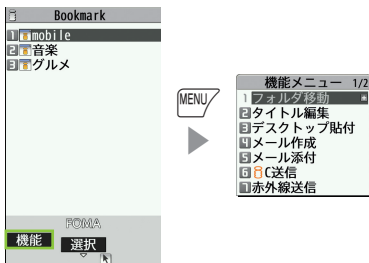 Bookmark
1 mobile
2 音楽
3 グルメ
FOMA
機能
選択
MENU
機能メニュー 1/2
1 フォルダ移動
2 タイトル編集
3 デスクトップ貼付
4 メール作成
5 メール添付
6 iC送信
7 赤外線送信